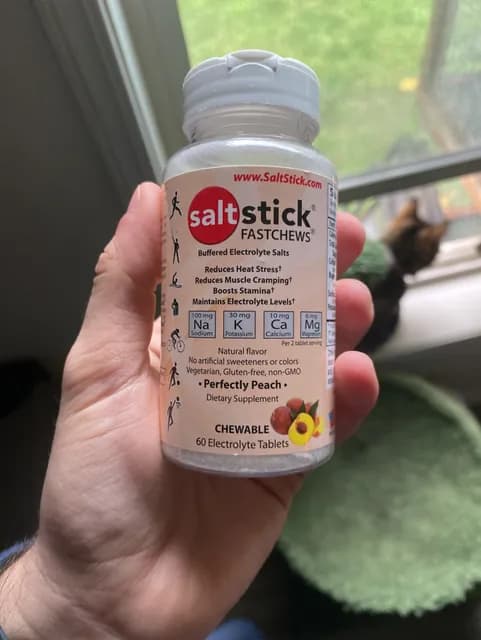 www.SaltStick.com
saltstick®
FASTCHEWS®
Buffered Electrolyte Salts
Reduces Heat Stress†
Reduces Muscle Cramping†
Boosts Stamina†
Maintains Electrolyte Levels†
100 mg 30 mg 10 mg 6 mg
Na K Ca Mg
Sodium Potassium Calcium Magnesium
Per 2 tablet serving
Natural flavor
No artificial sweeteners or colors
Vegetarian, Gluten-free, non-GMO
• Perfectly Peach •
Dietary Supplement
CHEWABLE
60 Electrolyte Tablets